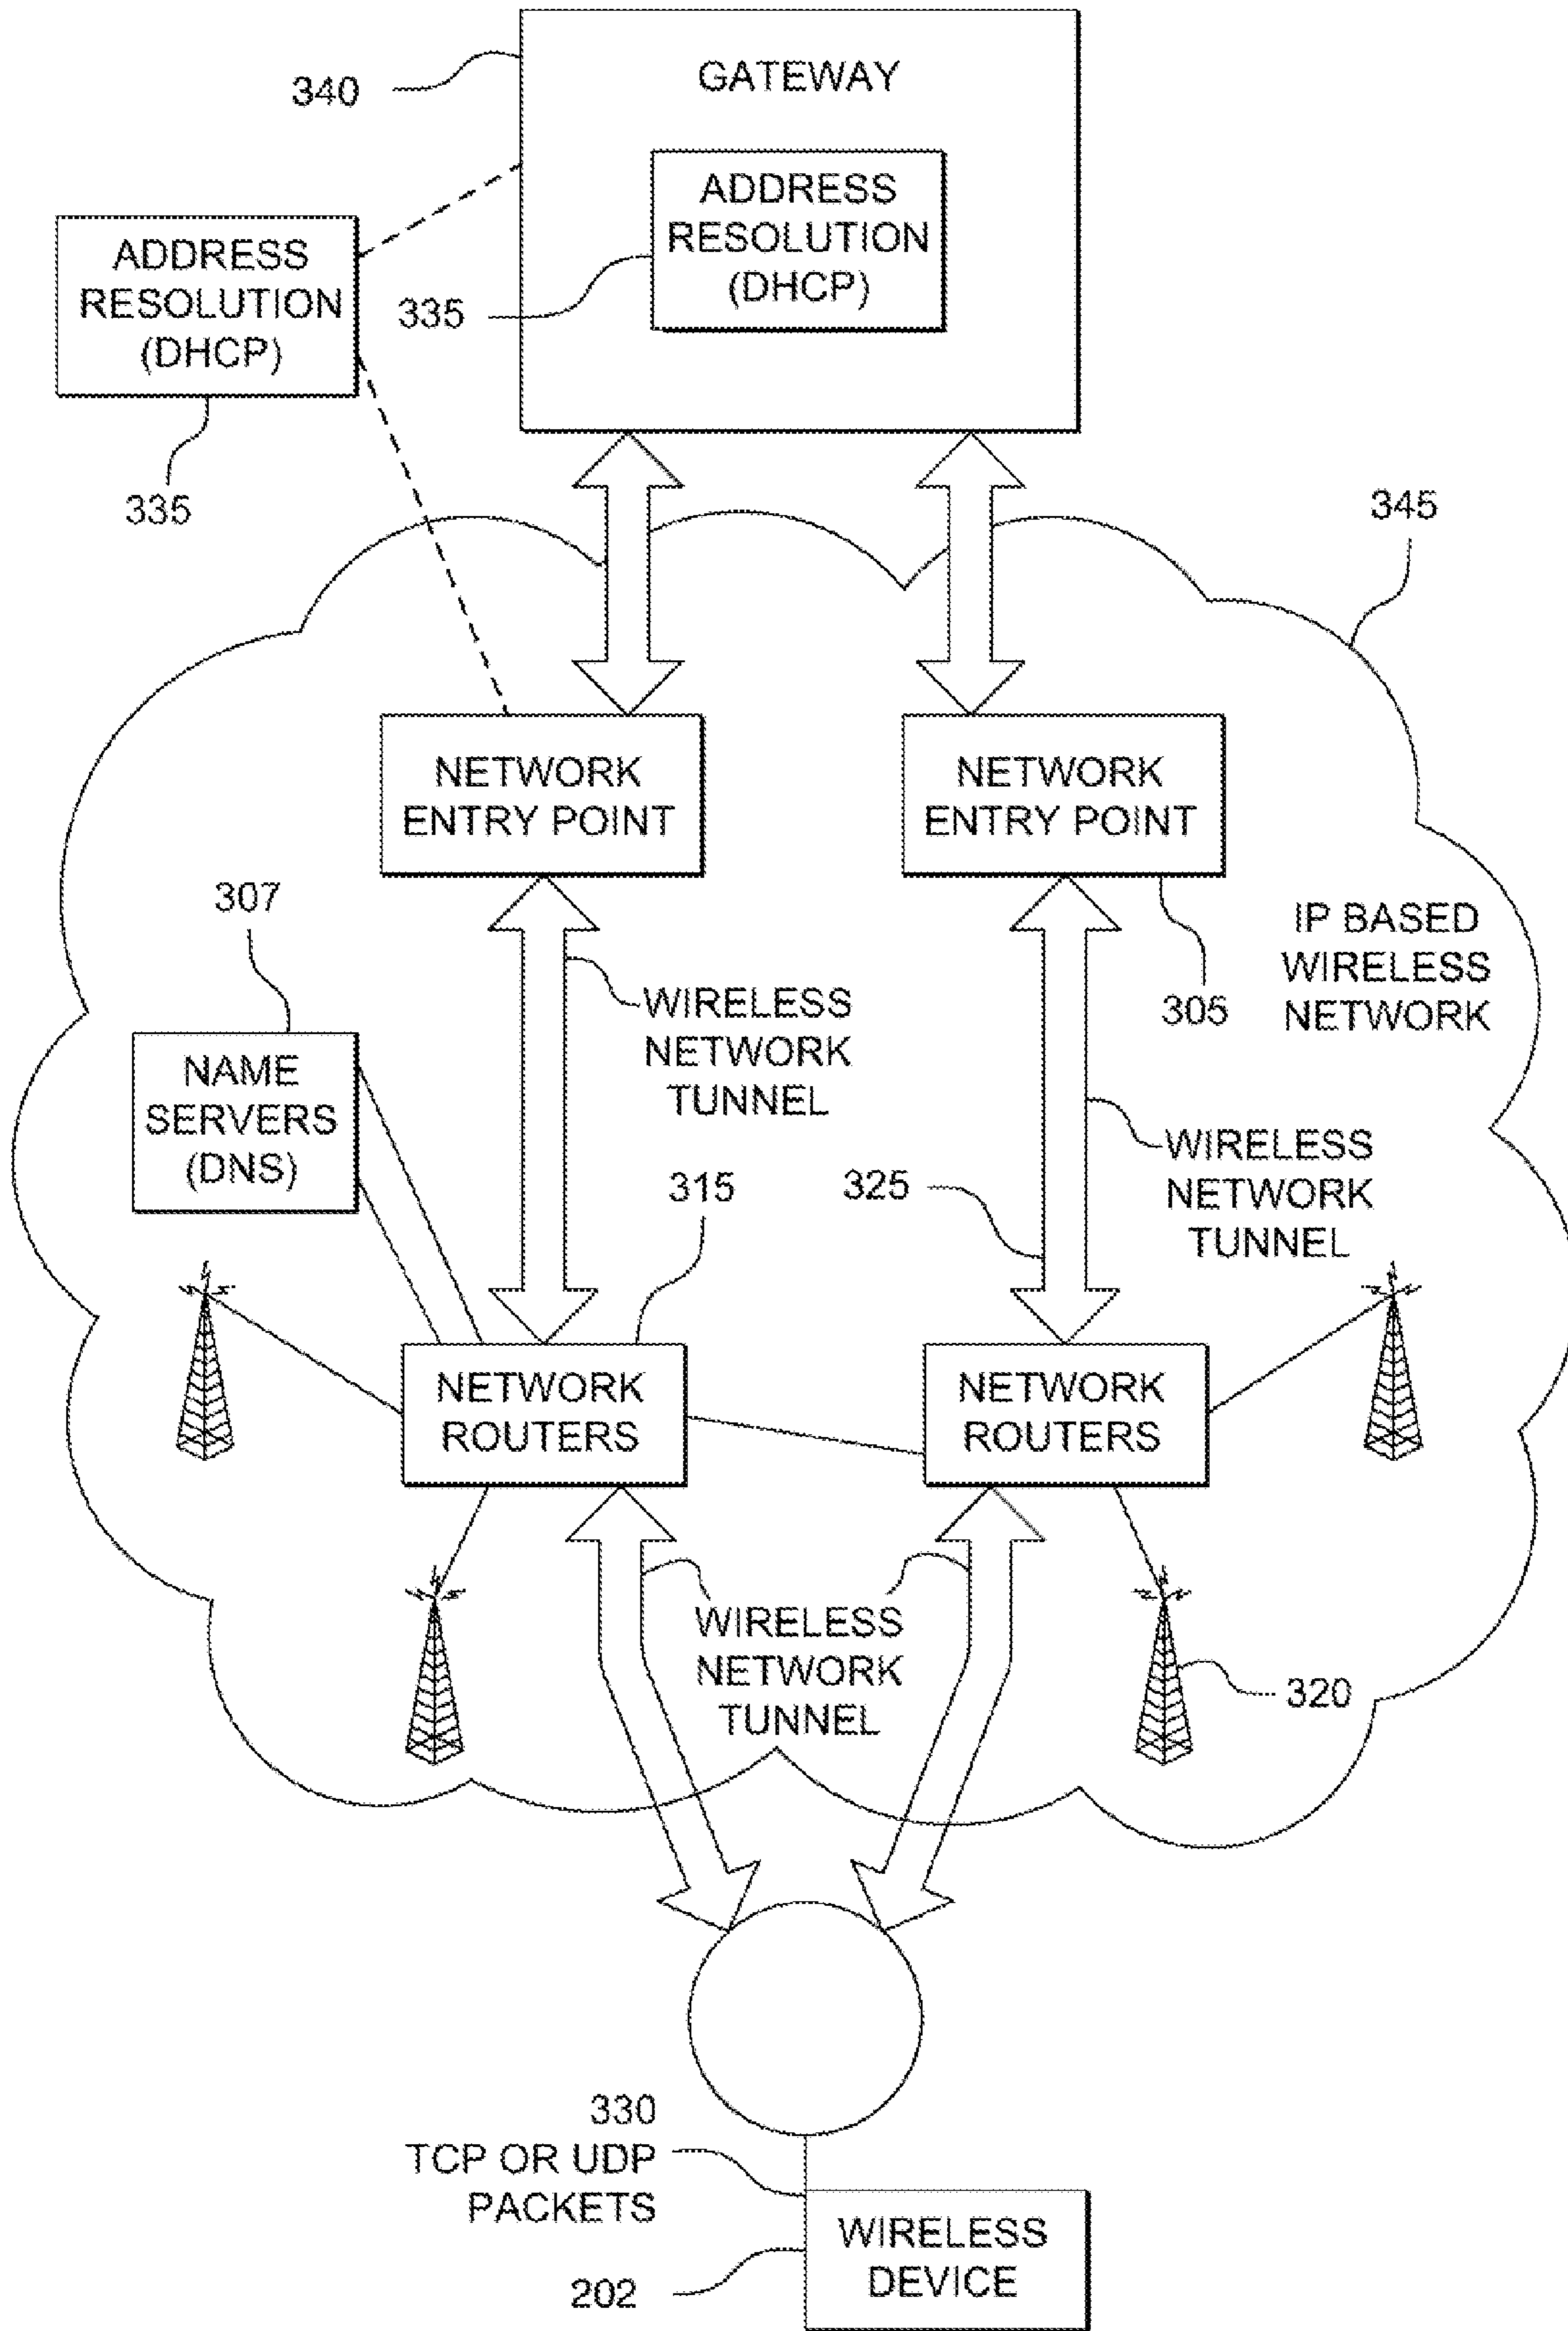 340
GATEWAY
ADDRESS
RESOLUTION
(DHCP)
335
ADDRESS
RESOLUTION
(DHCP)
335
345
NETWORK
ENTRY POINT
NETWORK
ENTRY POINT
305
IP BASED
WIRELESS
NETWORK
307
NAME
SERVERS
(DNS)
WIRELESS
NETWORK
TUNNEL
WIRELESS
NETWORK
TUNNEL
315
325
NETWORK
ROUTERS
NETWORK
ROUTERS
WIRELESS
NETWORK
TUNNEL
320
330
TCP OR UDP
PACKETS
WIRELESS
DEVICE
202